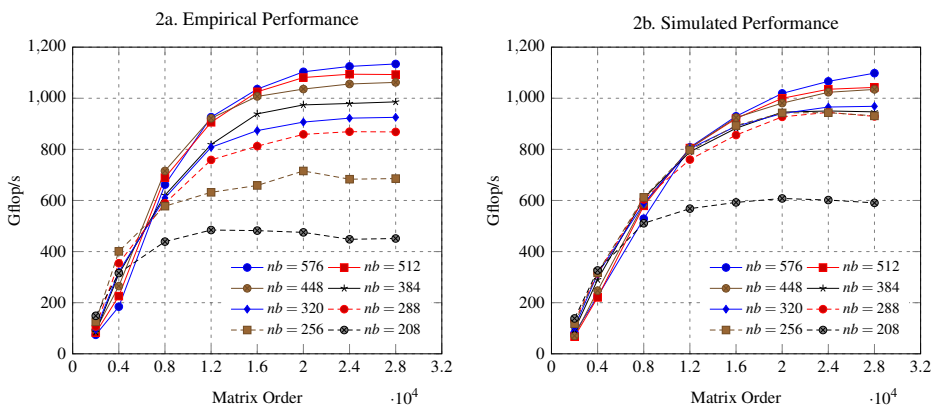 2a. Empirical Performance
1,200
1,000
800
600
400
200
0
Gflop/s
nb = 576
nb = 512
nb = 448
nb = 384
nb = 320
nb = 288
nb = 256
nb = 208
0 0.4 0.8 1.2 1.6 2.0 2.4 2.8 3.2
Matrix Order
·10⁴
2b. Simulated Performance
1,200
1,000
800
600
400
200
0
Gflop/s
nb = 576
nb = 512
nb = 448
nb = 384
nb = 320
nb = 288
nb = 256
nb = 208
0 0.4 0.8 1.2 1.6 2.0 2.4 2.8 3.2
Matrix Order
·10⁴